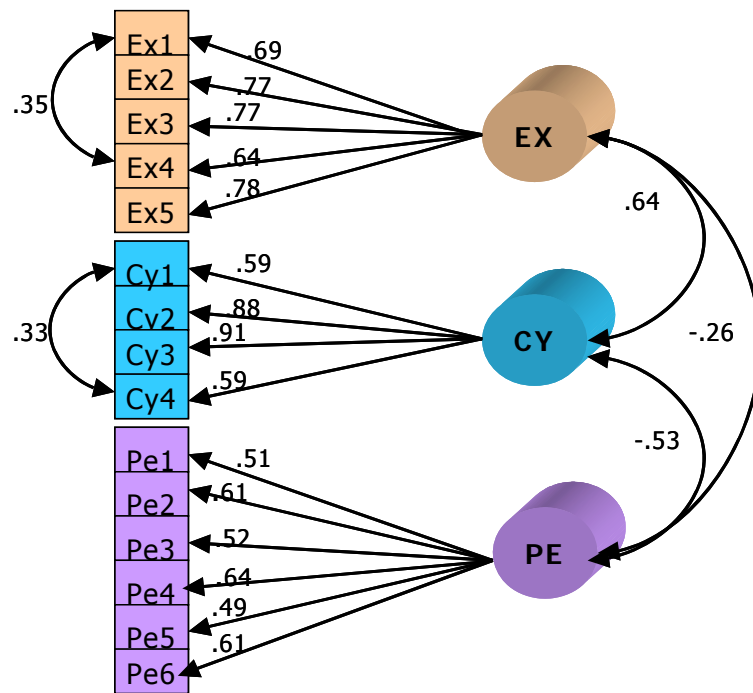 Ex1
.69
Ex2
.77
.35
Ex3
.77
EX
Ex4
.64
Ex5
.78
.64
Cy1
.59
Cy2
.88
.33
Cy3
.91
CY
-.26
Cy4
.59
-.53
Pe1
.51
Pe2
.61
Pe3
.52
PE
Pe4
.64
Pe5
.49
Pe6
.61